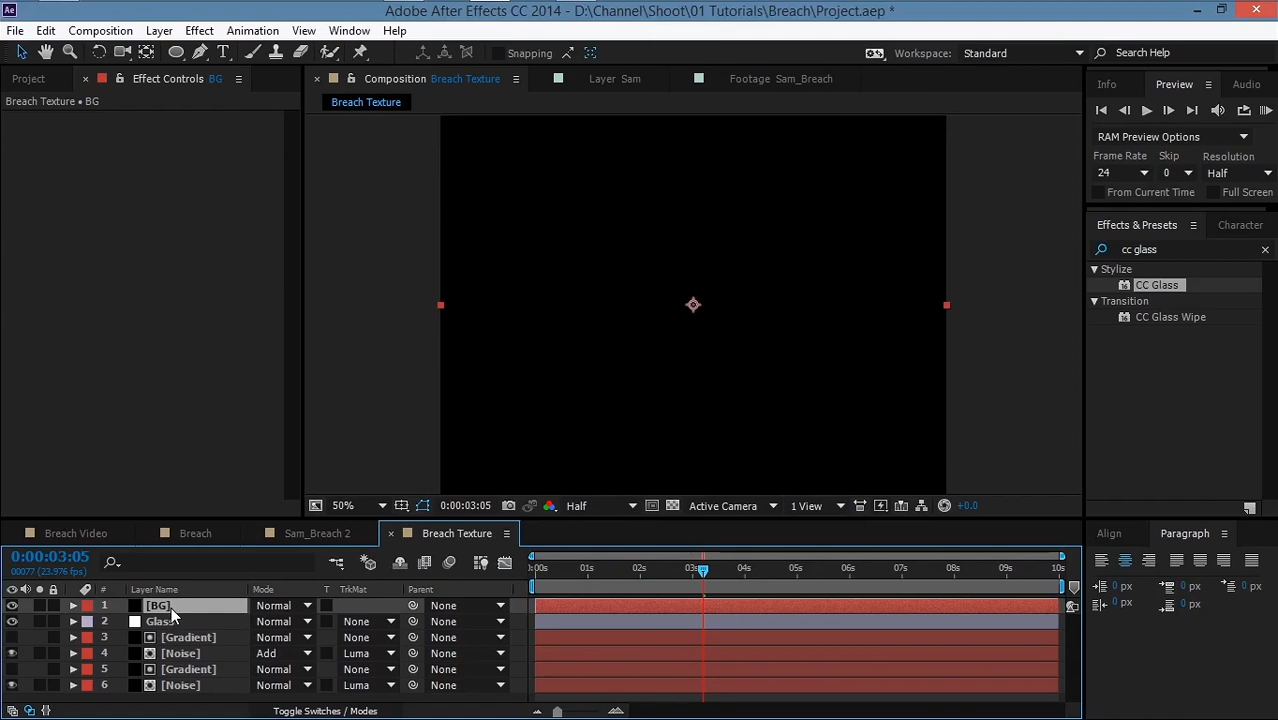 Adobe After Effects CC 2014 - D:\Channel\Shoot\01 Tutorials\Breach\Project.aep *
File Edit Composition Layer Effect Animation View Window Help
Snapping Workspace: Standard Search Help
Project Effect Controls BG Composition Breach Texture Layer Sam Footage Sam_Breach Info Preview Audio
Breach Texture • BG Breach Texture
RAM Preview Options
Frame Rate Skip Resolution
24 0 Half
From Current Time Full Screen
Effects & Presets Character
cc glass
Stylize
CC Glass
Transition
CC Glass Wipe
50% 0:00:03:05 Half Active Camera 1 View +0.0
Breach Video Breach Sam_Breach 2 Breach Texture Align Paragraph
0:00:03:05
00077 (23.976 fps)
:00s 01s 02s 03s 04s 05s 06s 07s 08s 09s 10s
Layer Name Mode T TrkMat Parent
1 [BG] Normal None
2 Glass Normal None None
3 [Gradient] Normal None None
4 [Noise] Add Luma None
5 [Gradient] Normal None None
6 [Noise] Normal Luma None
0 px 0 px 0 px
0 px 0 px
Toggle Switches / Modes